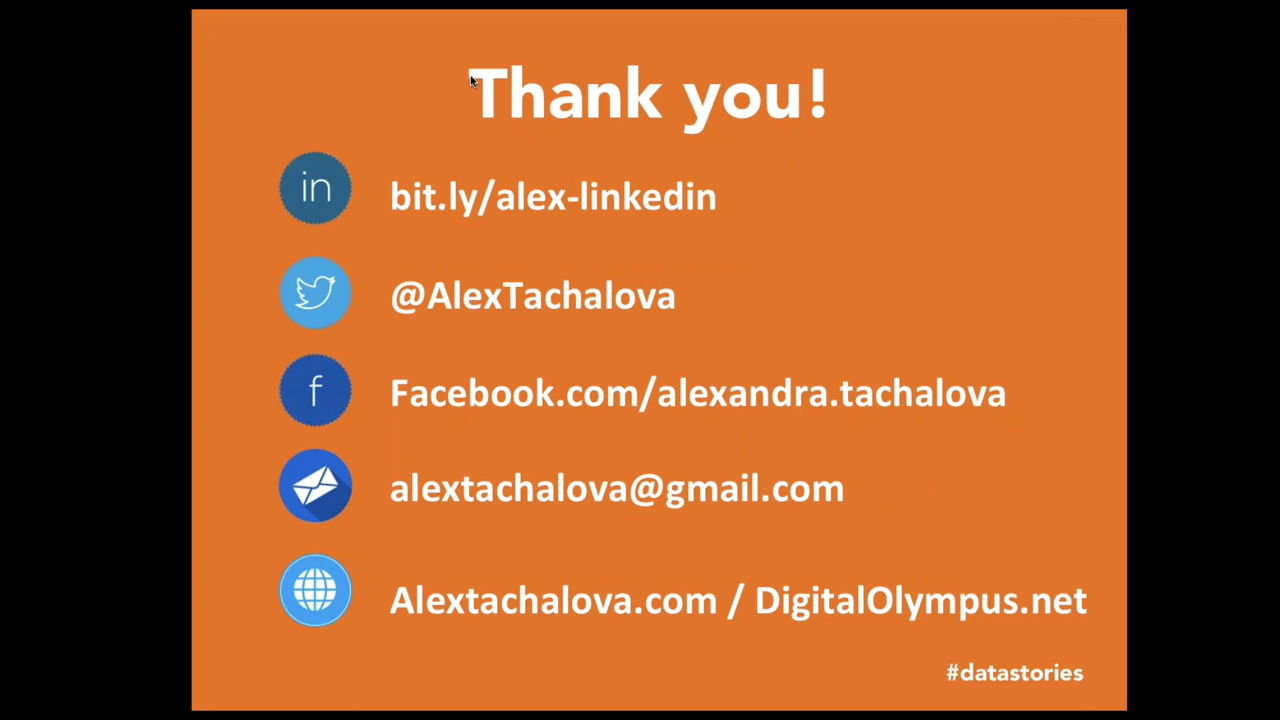 Thank you!
in
bit.ly/alex-linkedin
@AlexTachalova
f
Facebook.com/alexandra.tachalova
alextachalova@gmail.com
Alextachalova.com / DigitalOlympus.net
#datastories